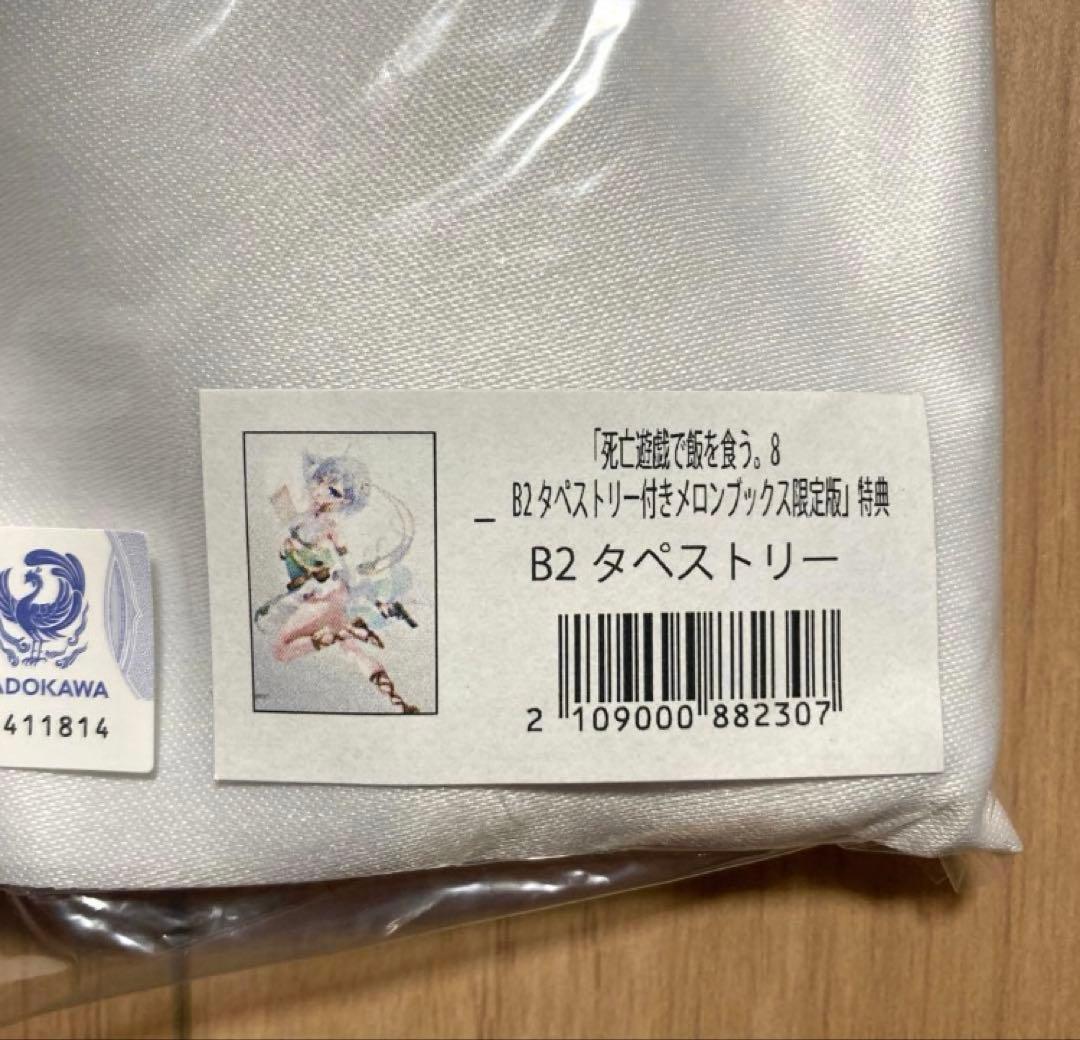 「死亡遊戯で飯を食う。8
_ B2タペストリー付きメロンブックス限定版」特典
B2 タペストリー
2 109000 882307
ADOKAWA
411814